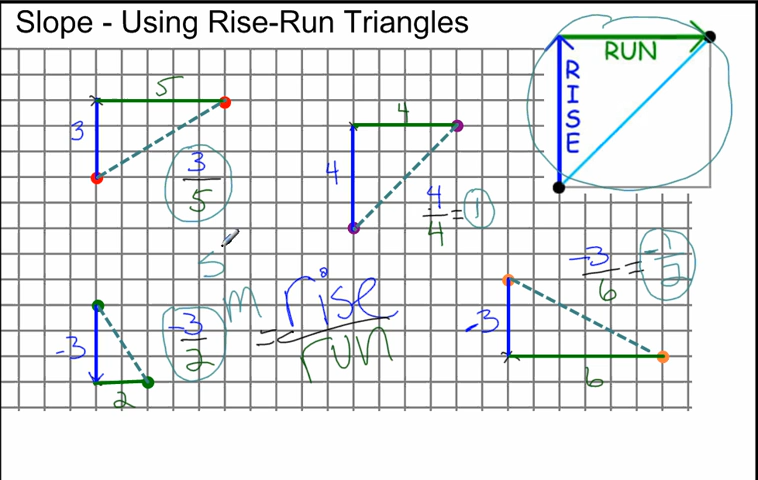 Slope - Using Rise-Run Triangles
RUN
RISE
5
3
3/5
4
4
4/4 = 1
5
m = rise/run
-3
2
-3/2
-3
6
-3/6 = -1/2